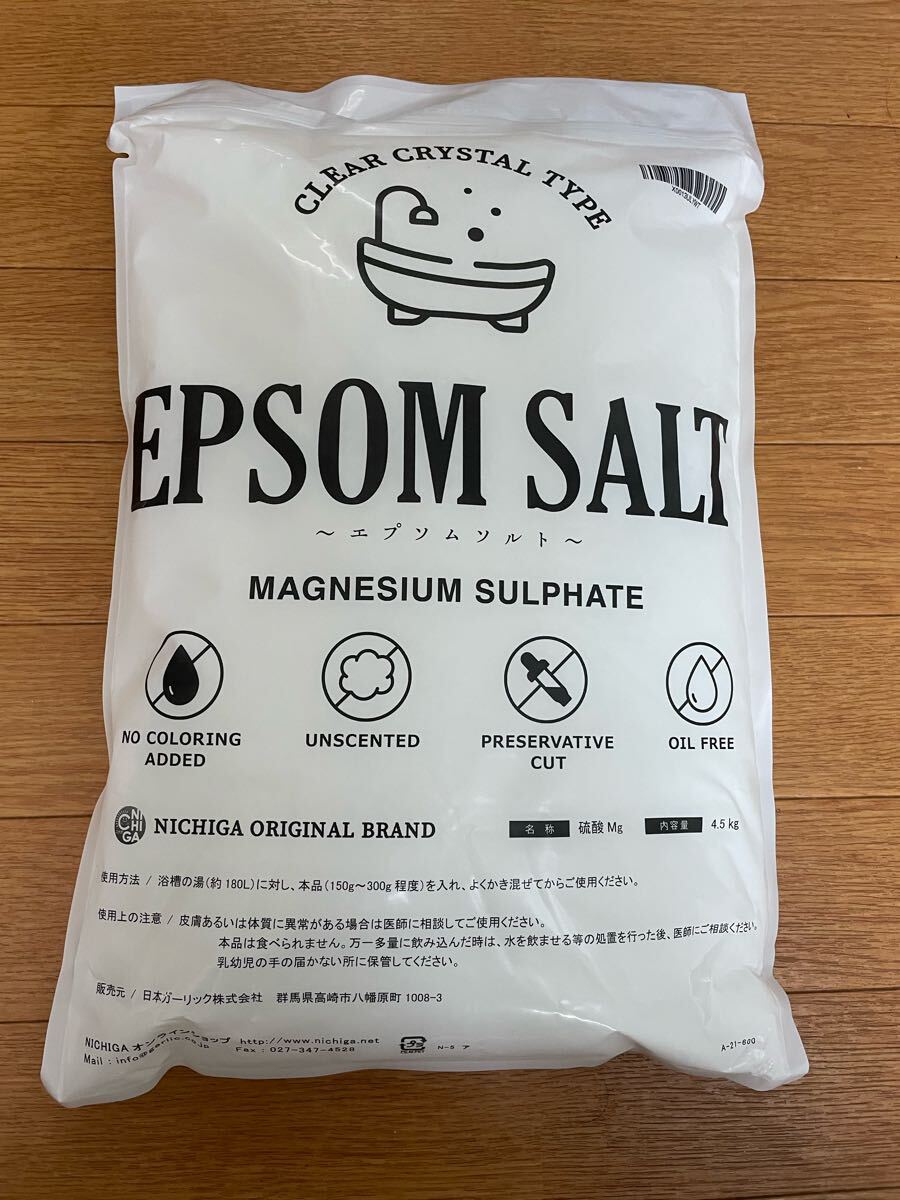 CLEAR CRYSTAL TYPE
EPSOM SALT
～エプソムソルト～
MAGNESIUM SULPHATE
NO COLORING ADDED
UNSCENTED
PRESERVATIVE CUT
OIL FREE
NICHIGA
NICHIGA ORIGINAL BRAND
名称 硫酸Mg 内容量 4.5kg
使用方法 / 浴槽の湯(約180L)に対し、本品(150g～300g程度)を入れ、よくかき混ぜてからご使用ください。
使用上の注意 / 皮膚あるいは体質に異常がある場合は医師に相談してご使用ください。
本品は食べられません。万一多量に飲み込んだ時は、水を飲ませる等の処置を行った後、医師にご相談ください。
乳幼児の手の届かない所に保管してください。
販売元 / 日本ガーリック株式会社 群馬県高崎市八幡原町1008-3
NICHIGA オンラインショップ http://www.nichiga.net
Mail : info@garlic.co.jp Fax : 027-347-4528
N-5 ア
A-21-600